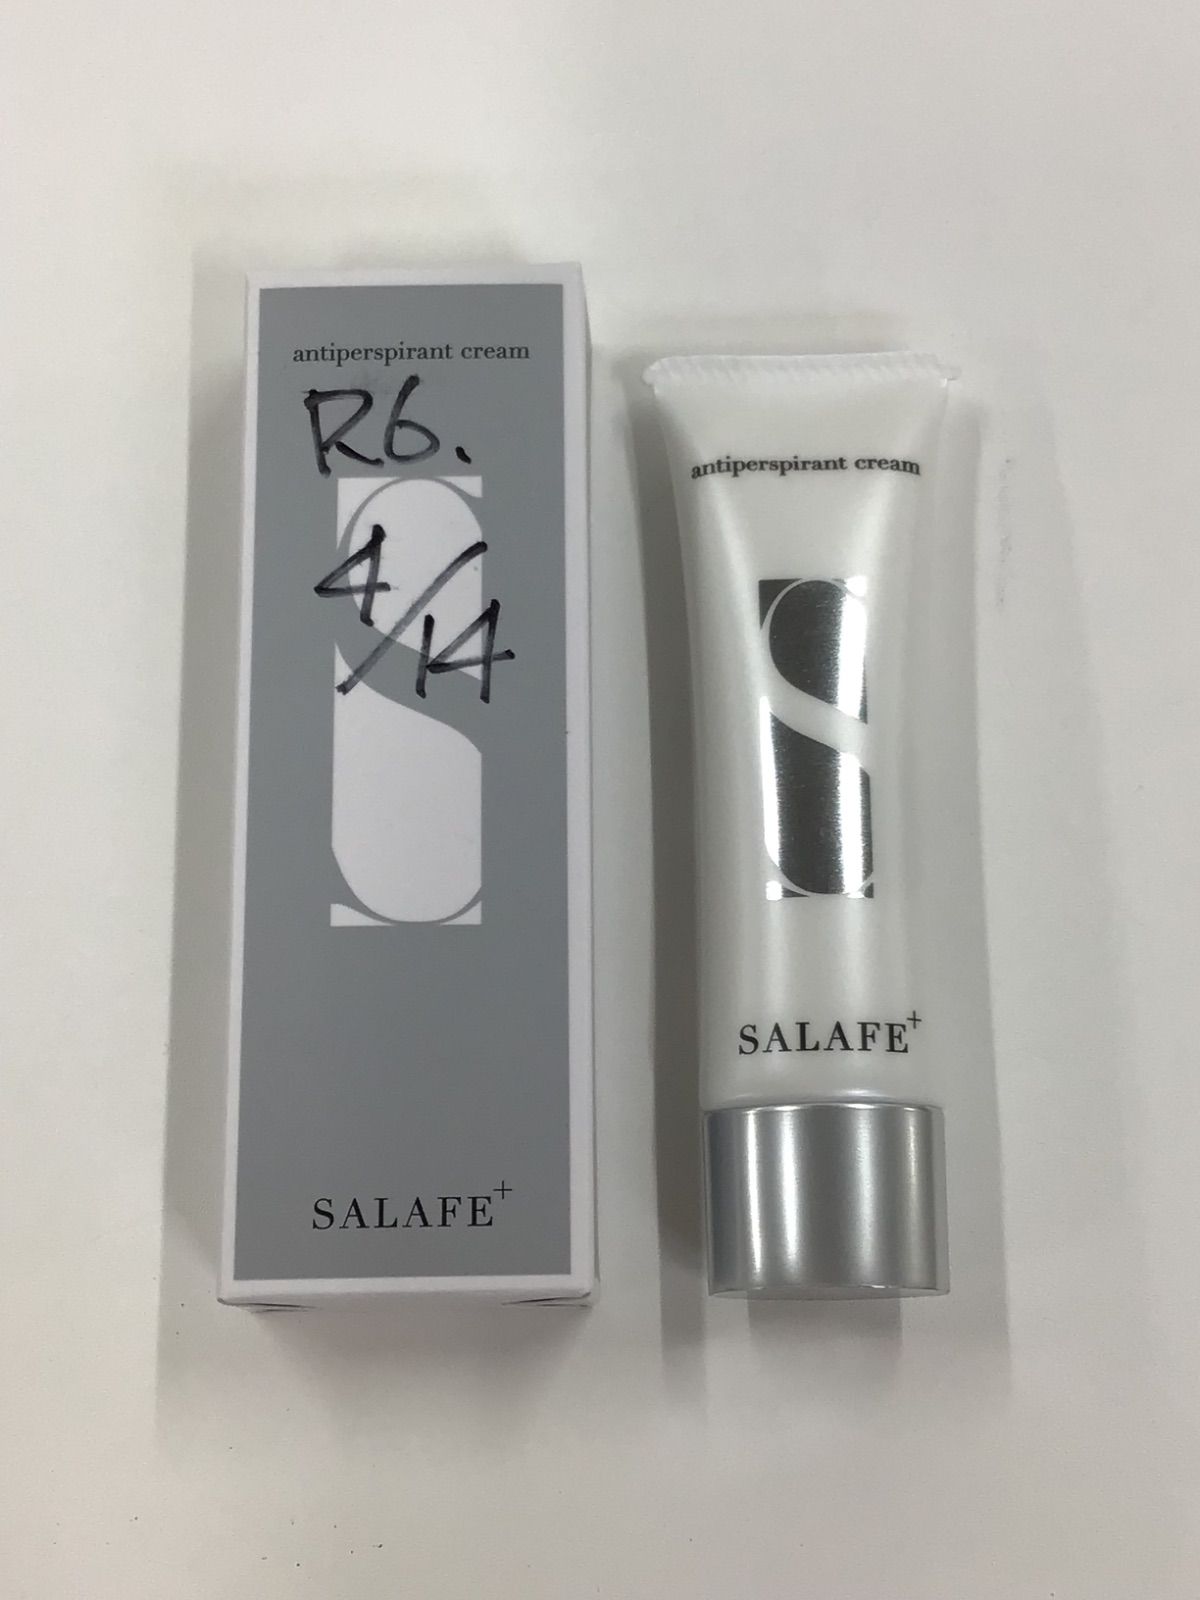 antiperspirant cream
R6.
4/14
SALAFE+
antiperspirant cream
SALAFE+